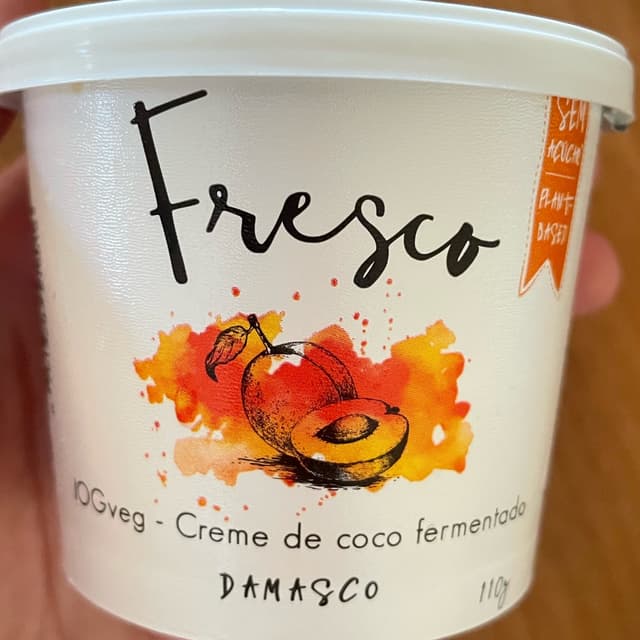 Fresco
SEM
AÇÚCAR
PLANT-
BASED
IOGveg - Creme de coco fermentado
DAMASCO
110g